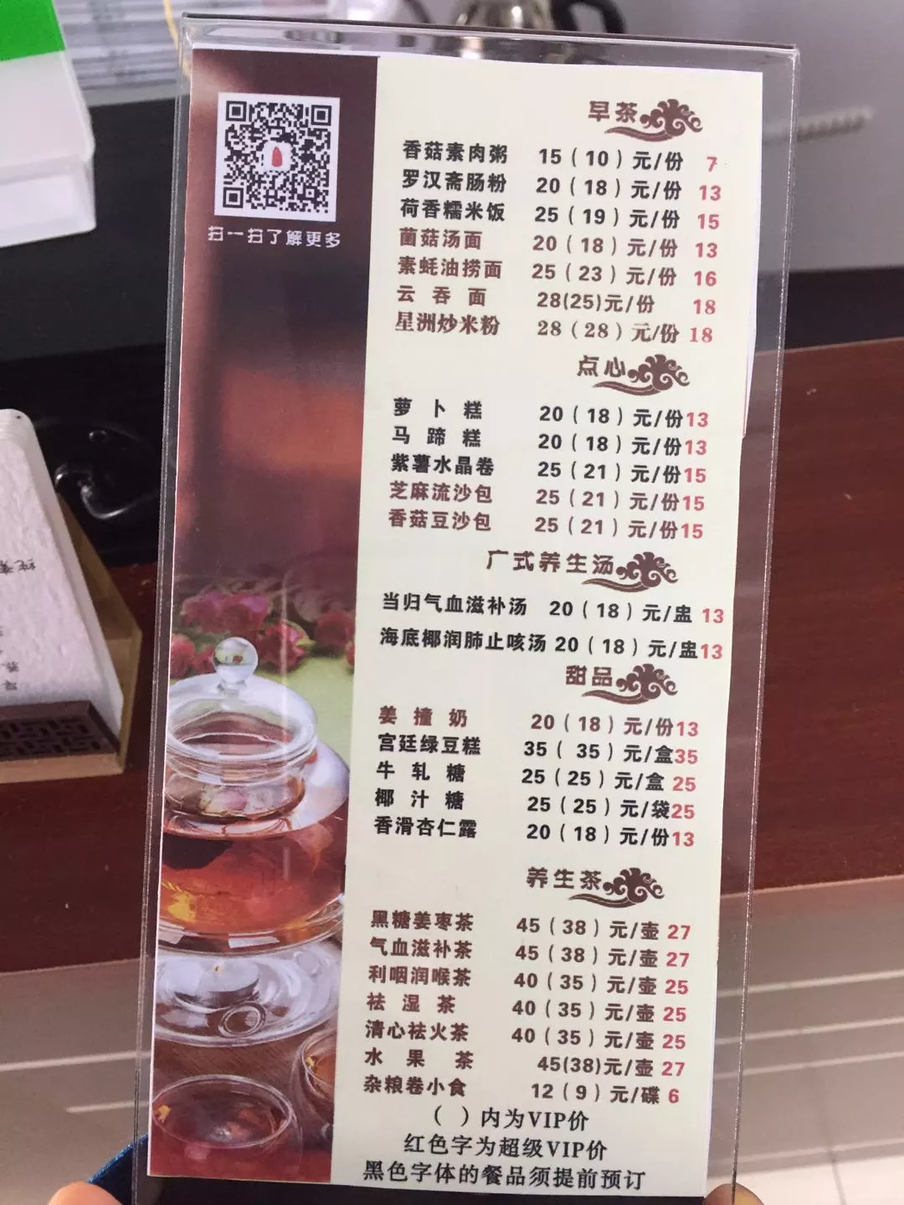 扫一扫了解更多
早茶
香菇素肉粥 15（10）元/份 7
罗汉斋肠粉 20（18）元/份 13
荷香糯米饭 25（19）元/份 15
菌菇汤面 20（18）元/份 13
素蚝油捞面 25（23）元/份 16
云吞面 28(25)元/份 18
星洲炒米粉 28（28）元/份 18
点心
萝卜糕 20（18）元/份13
马蹄糕 20（18）元/份13
紫薯水晶卷 25（21）元/份15
芝麻流沙包 25（21）元/份15
香菇豆沙包 25（21）元/份15
广式养生汤
当归气血滋补汤 20（18）元/盅 13
海底椰润肺止咳汤 20（18）元/盅13
甜品
姜撞奶 20（18）元/份13
宫廷绿豆糕 35（35）元/盒35
牛轧糖 25（25）元/盒 25
椰汁糖 25（25）元/袋25
香滑杏仁露 20（18）元/份13
养生茶
黑糖姜枣茶 45（38）元/壶 27
气血滋补茶 45（38）元/壶 27
利咽润喉茶 40（35）元/壶 25
祛湿茶 40（35）元/壶 25
清心祛火茶 40（35）元/壶 25
水果茶 45(38)元/壶 27
杂粮卷小食 12（9）元/碟 6
（ ）内为VIP价
红色字为超级VIP价
黑色字体的餐品须提前预订